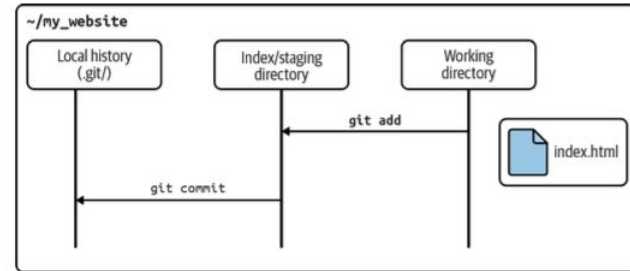 ~/my_website
Local history
(.git/)
Index/staging
directory
Working
directory
git add
index.html
git commit